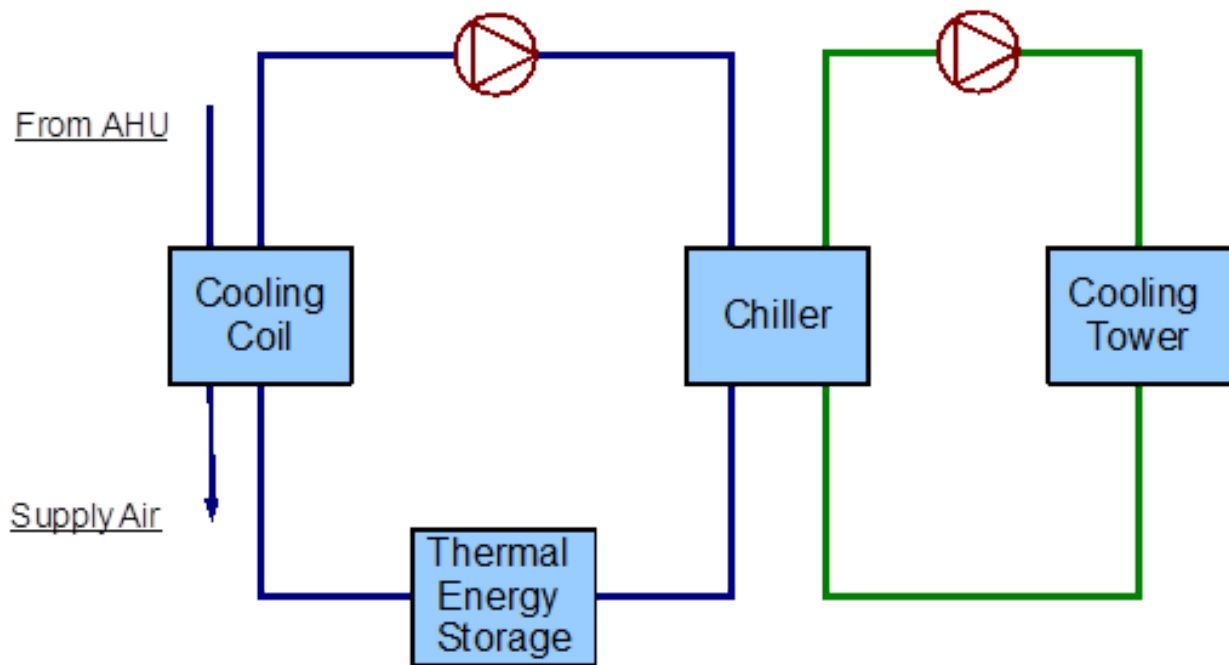 From AHU
Cooling
Coil
Chiller
Cooling
Tower
Supply Air
Thermal
Energy
Storage